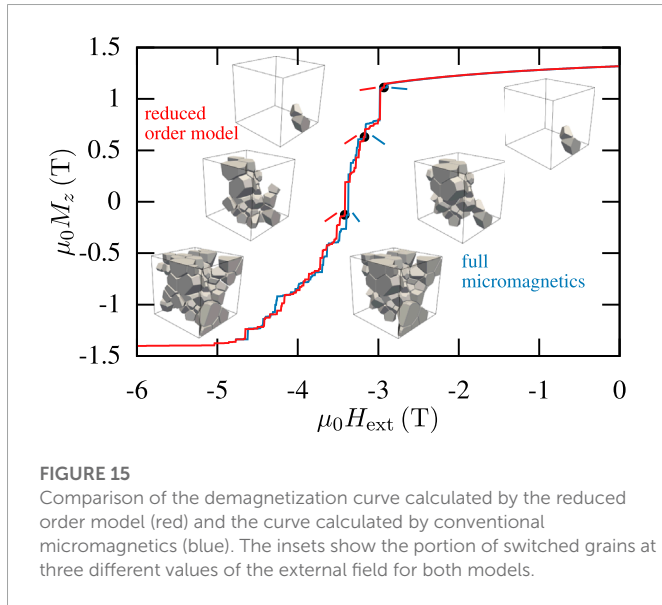 1.5
1
0.5
0
-0.5
-1
-1.5
μ₀M_z (T)
reduced
order model
full
micromagnetics
-6 -5 -4 -3 -2 -1 0
μ₀H_ext (T)
FIGURE 15
Comparison of the demagnetization curve calculated by the reduced
order model (red) and the curve calculated by conventional
micromagnetics (blue). The insets show the portion of switched grains at
three different values of the external field for both models.